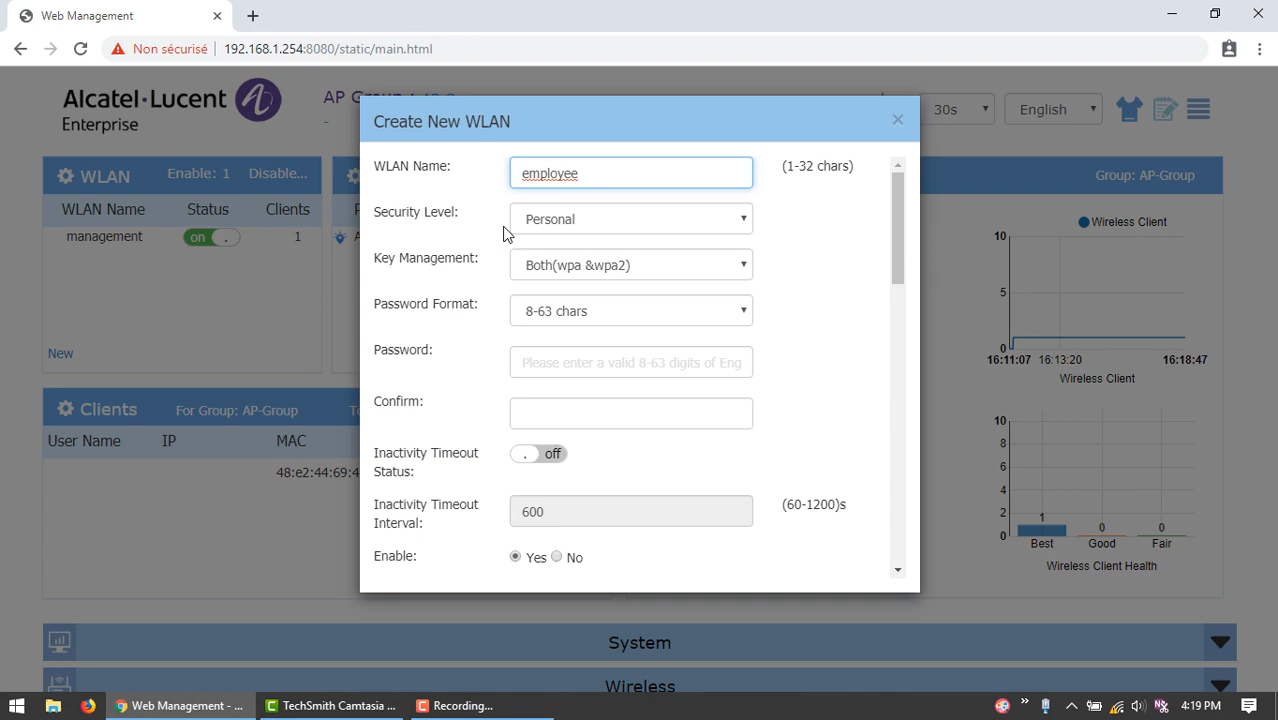 Web Management
Non sécurisé 192.168.1.254:8080/static/main.html
Alcatel·Lucent
Enterprise
AP Group
-
30s
English
Create New WLAN
WLAN Enable: 1 Disable...
WLAN Name Status Clients
management on . 1
New
Group: AP-Group
WLAN Name: employee (1-32 chars)
Security Level: Personal
Key Management: Both(wpa &wpa2)
Password Format: 8-63 chars
Password: Please enter a valid 8-63 digits of Eng
Confirm:
Inactivity Timeout
Status: . off
Inactivity Timeout
Interval: 600 (60-1200)s
Enable: Yes No
Clients For Group: AP-Group
User Name IP MAC
48:e2:44:69:4
Wireless Client
10
5
0
16:11:07 16:13:20 16:18:47
Wireless Client
10
8
6
4
2
0
1 0 0
Best Good Fair
Wireless Client Health
System
Wireless
Web Management - ... TechSmith Camtasia ... Recording... 4:19 PM